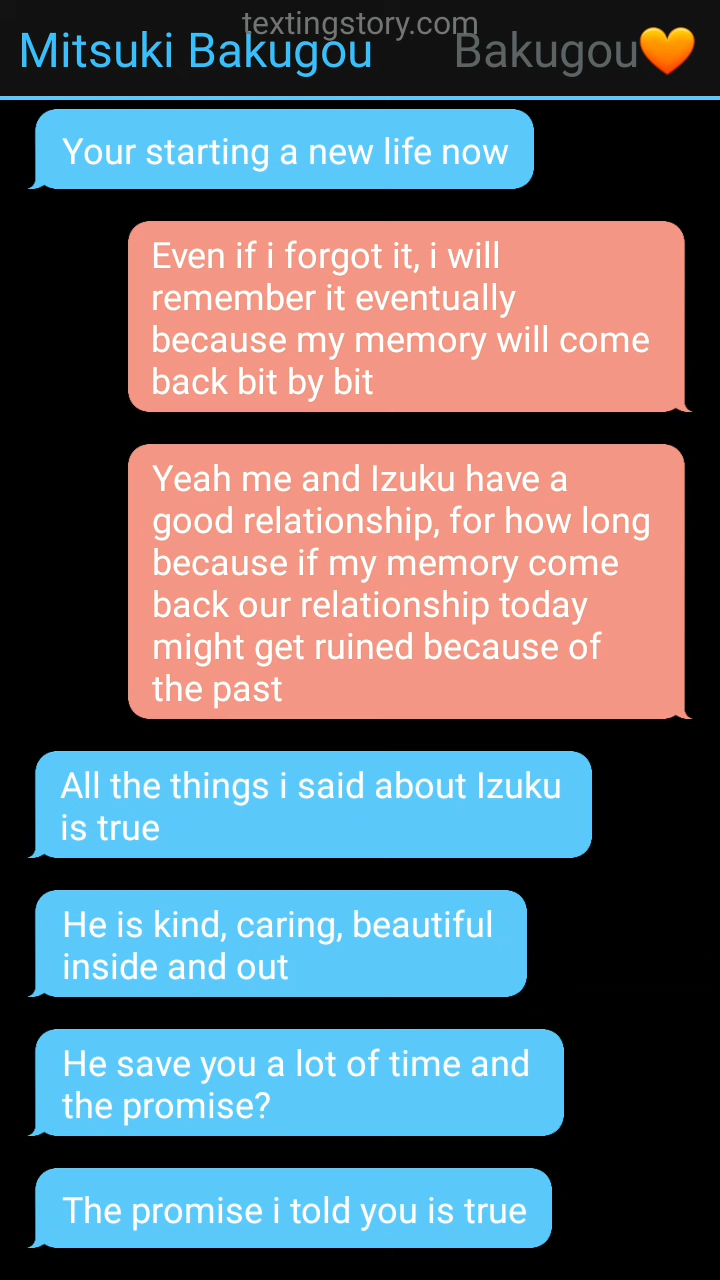 textingstory.com
Mitsuki Bakugou Bakugou🧡
Your starting a new life now
Even if i forgot it, i will
remember it eventually
because my memory will come
back bit by bit
Yeah me and Izuku have a
good relationship, for how long
because if my memory come
back our relationship today
might get ruined because of
the past
All the things i said about Izuku
is true
He is kind, caring, beautiful
inside and out
He save you a lot of time and
the promise?
The promise i told you is true